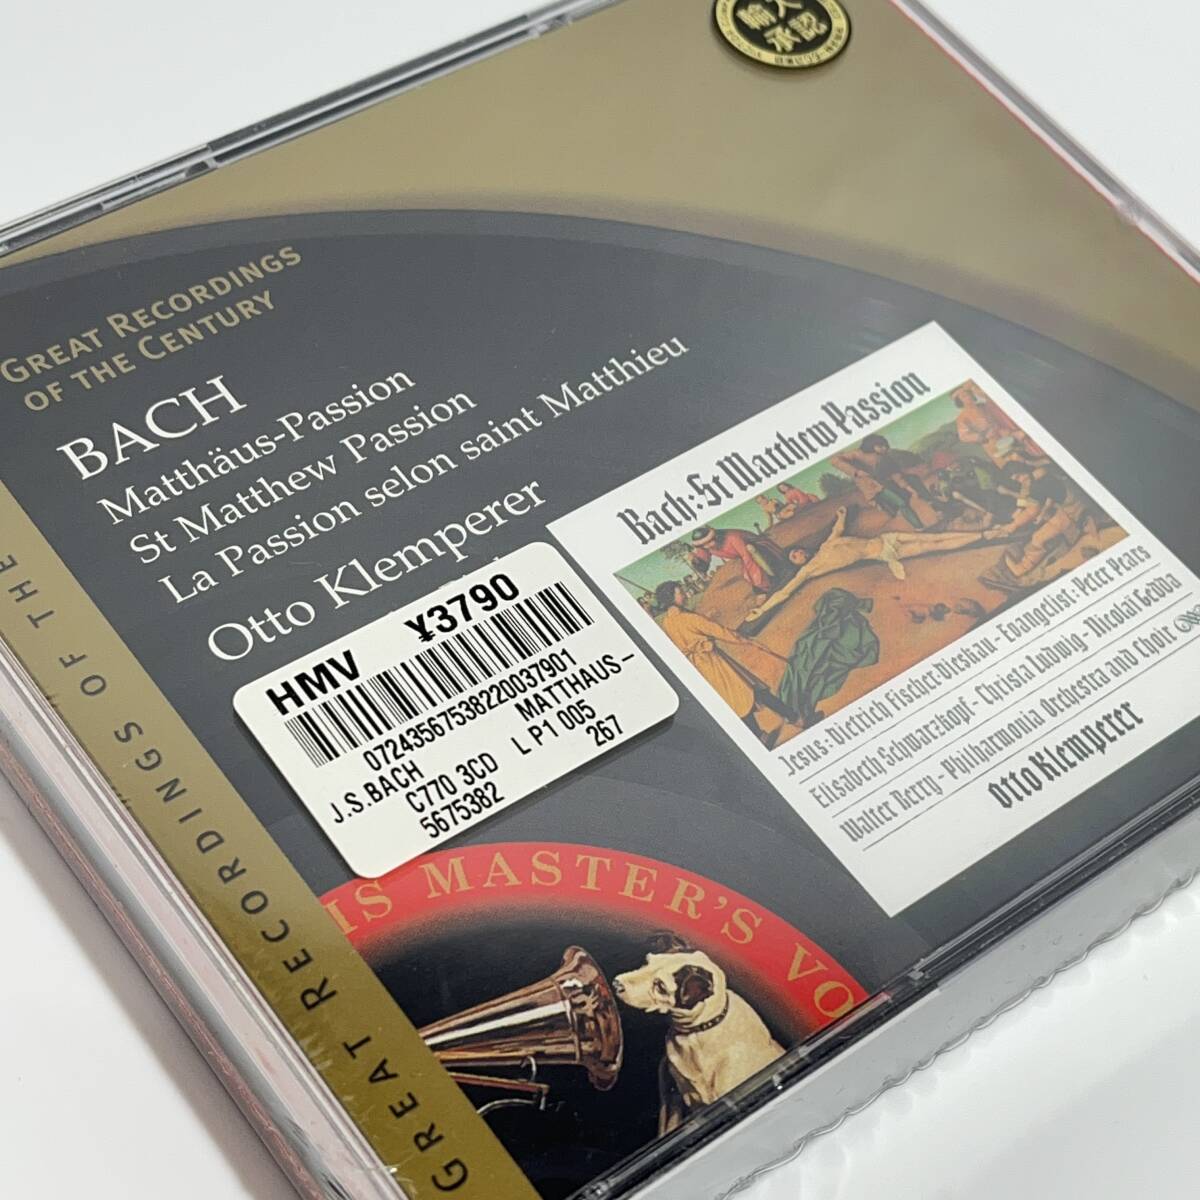 輸入
承認
GREAT RECORDINGS
OF THE CENTURY
BACH
Matthäus-Passion
St Matthew Passion
La Passion selon saint Matthieu
Otto Klemperer
GREAT RECORDINGS OF THE
HMV ¥3790
07243567538220037901
J.S.BACH MATTHAUS-
C770 3CD L P1 005
5675382 267
Bach: St Matthew Passion
Jesus: Dietrich Fischer-Dieskau - Evangelist: Peter Pears
Elisabeth Schwarzkopf - Christa Ludwig - Nicolaï Gedda
Walter Berry - Philharmonia Orchestra and Choir
Otto Klemperer
IS MASTER'S VO